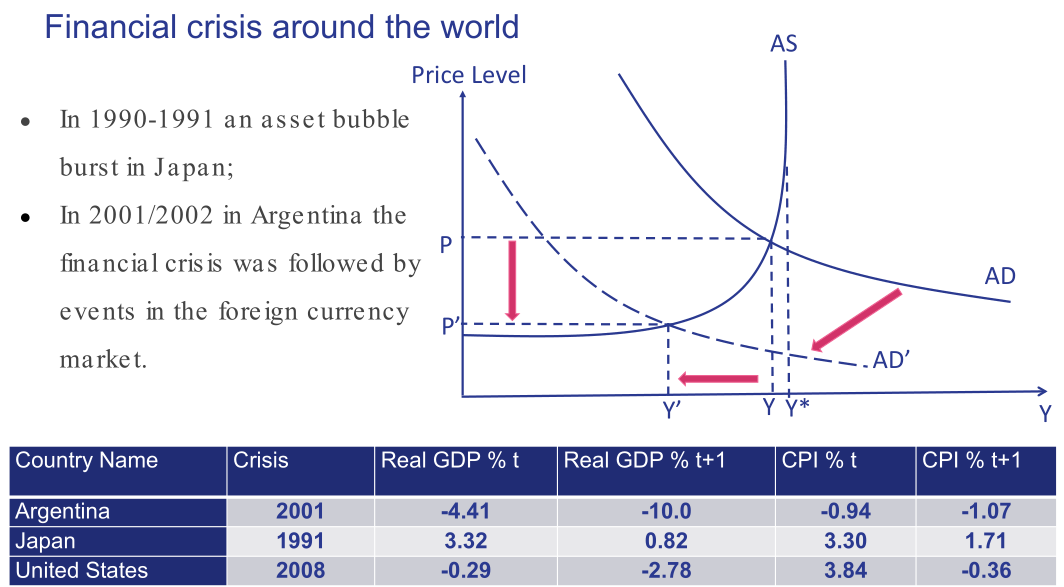 Financial crisis around the world
• In 1990-1991 an asset bubble
burst in Japan;
• In 2001/2002 in Argentina the
financial crisis was followed by
events in the foreign currency
market.
Price Level
AS
P
AD
P’
AD’
Y’
Y
Y*
Y
Country Name Crisis Real GDP % t Real GDP % t+1 CPI % t CPI % t+1
Argentina 2001 -4.41 -10.0 -0.94 -1.07
Japan 1991 3.32 0.82 3.30 1.71
United States 2008 -0.29 -2.78 3.84 -0.36